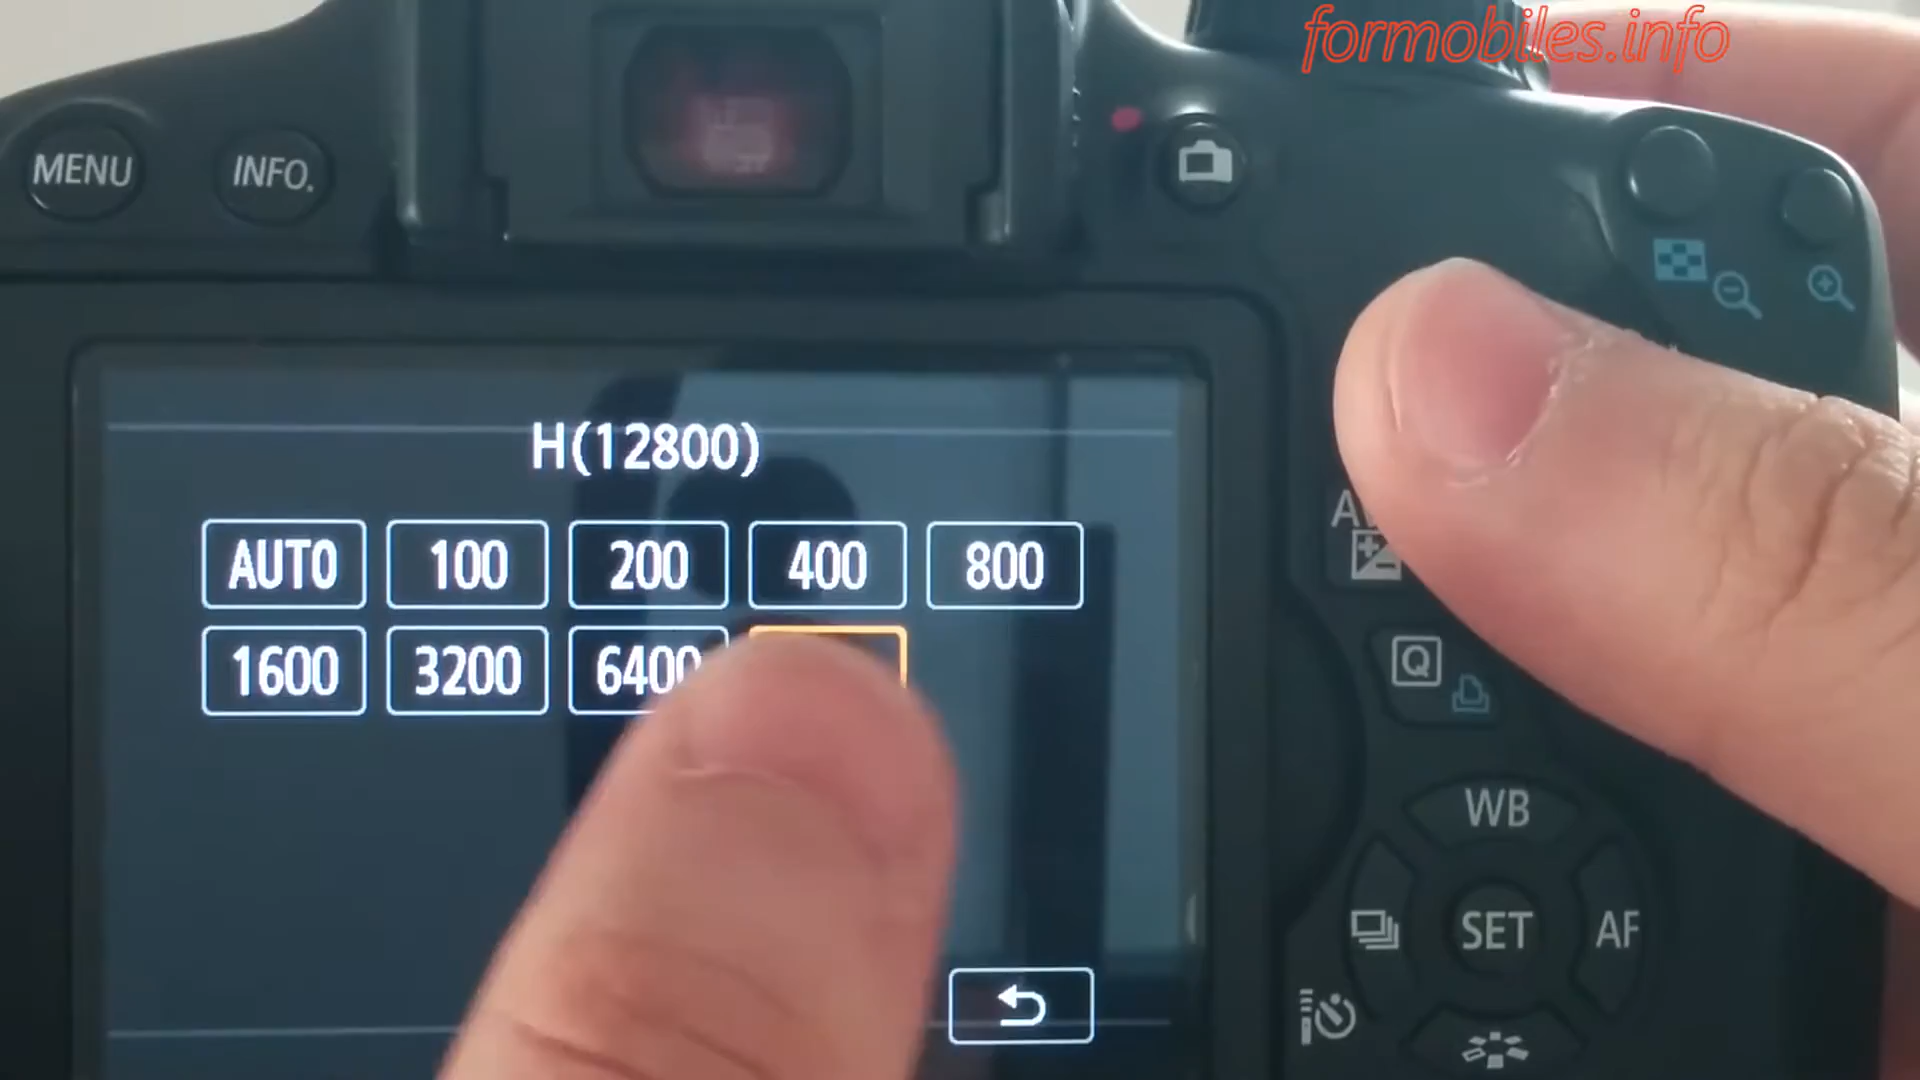 formobiles.info
MENU
INFO.
H(12800)
AUTO 100 200 400 800
1600 3200 6400
Q
WB
SET
AF